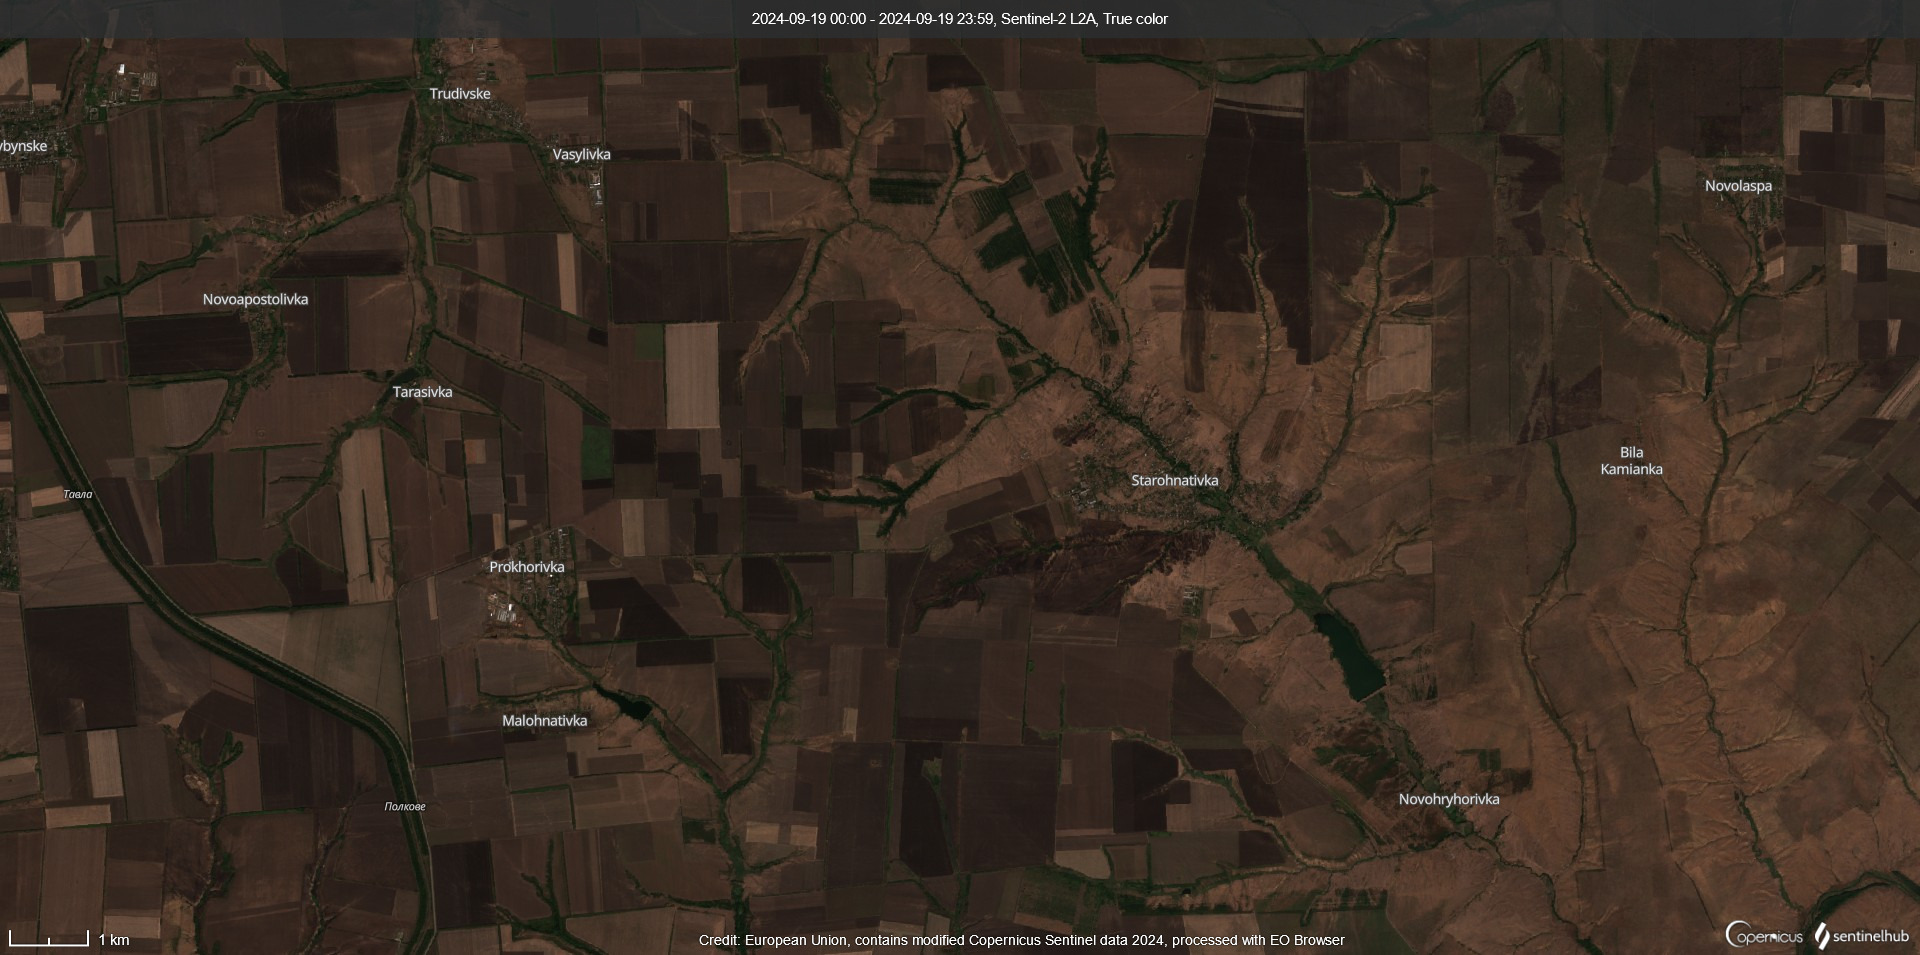 2024-09-19 00:00 - 2024-09-19 23:59, Sentinel-2 L2A, True color
Trudivske
ybynske
Vasylivka
Novolaspa
Novoapostolivka
Tarasivka
Bila
Kamianka
Starohnativka
Тавла
Prokhorivka
Malohnativka
Novohryhorivka
Полкове
1 km
Credit: European Union, contains modified Copernicus Sentinel data 2024, processed with EO Browser
opernicus
sentinelhub